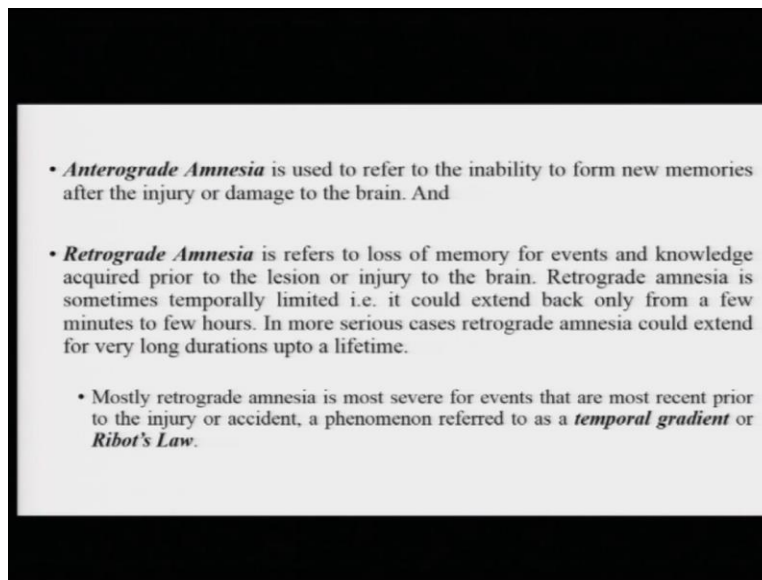 • Anterograde Amnesia is used to refer to the inability to form new memories
after the injury or damage to the brain. And
• Retrograde Amnesia is refers to loss of memory for events and knowledge
acquired prior to the lesion or injury to the brain. Retrograde amnesia is
sometimes temporally limited i.e. it could extend back only from a few
minutes to few hours. In more serious cases retrograde amnesia could extend
for very long durations upto a lifetime.
• Mostly retrograde amnesia is most severe for events that are most recent prior
to the injury or accident, a phenomenon referred to as a temporal gradient or
Ribot's Law.